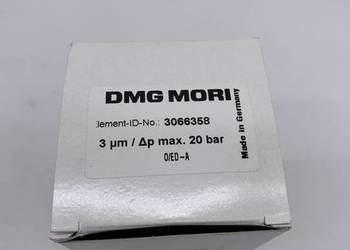 DMG MORI
Element-ID-No.: 3066358
3 µm / Δp max. 20 bar
O/ED-A
Made in Germany